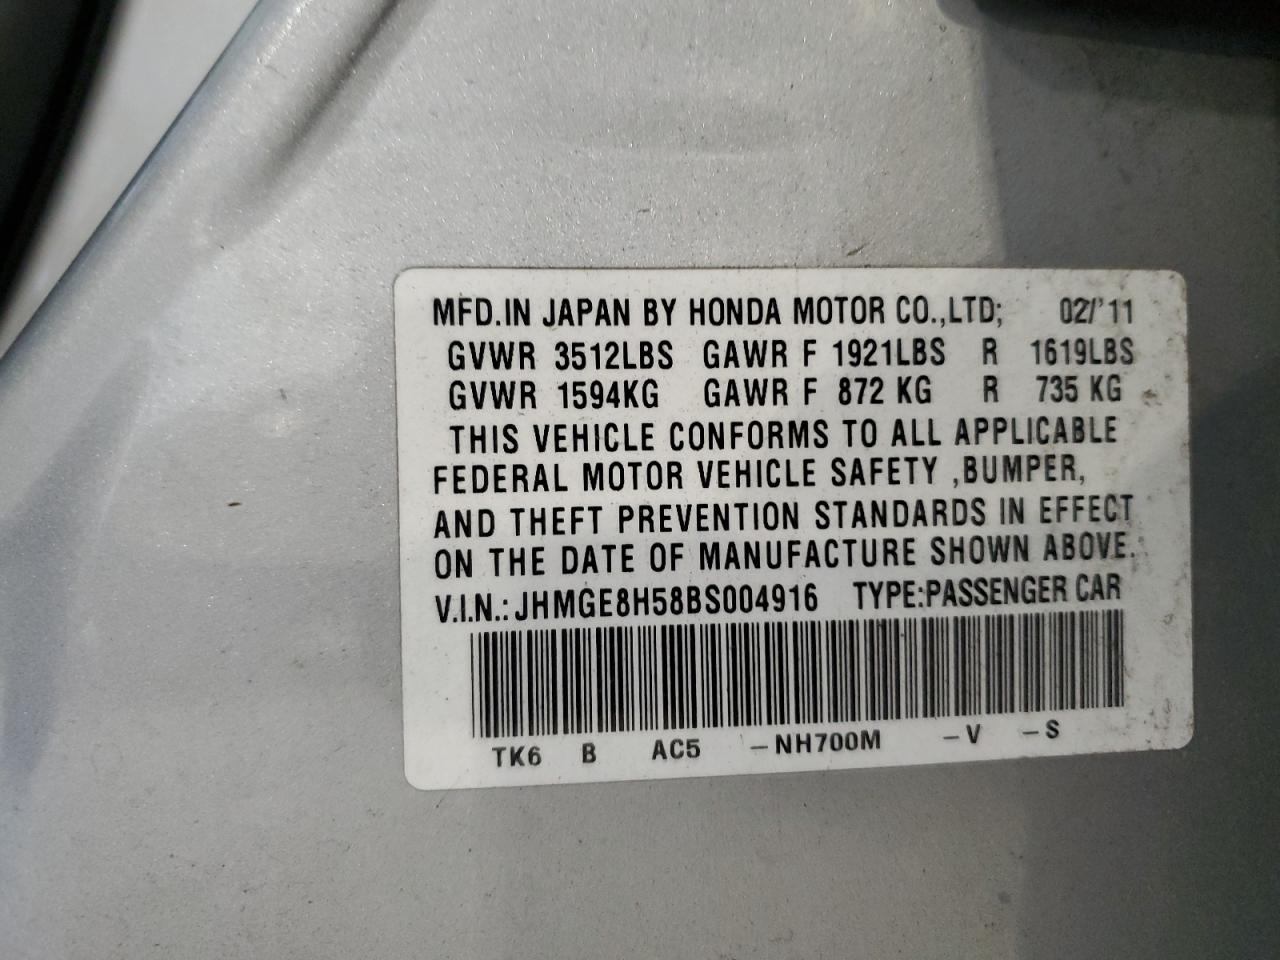 MFD.IN JAPAN BY HONDA MOTOR CO.,LTD; 02/'11
GVWR 3512LBS GAWR F 1921LBS R 1619LBS
GVWR 1594KG GAWR F 872 KG R 735 KG
THIS VEHICLE CONFORMS TO ALL APPLICABLE
FEDERAL MOTOR VEHICLE SAFETY ,BUMPER,
AND THEFT PREVENTION STANDARDS IN EFFECT
ON THE DATE OF MANUFACTURE SHOWN ABOVE.
V.I.N.: JHMGE8H58BS004916 TYPE:PASSENGER CAR
TK6 B AC5 -NH700M -V -S